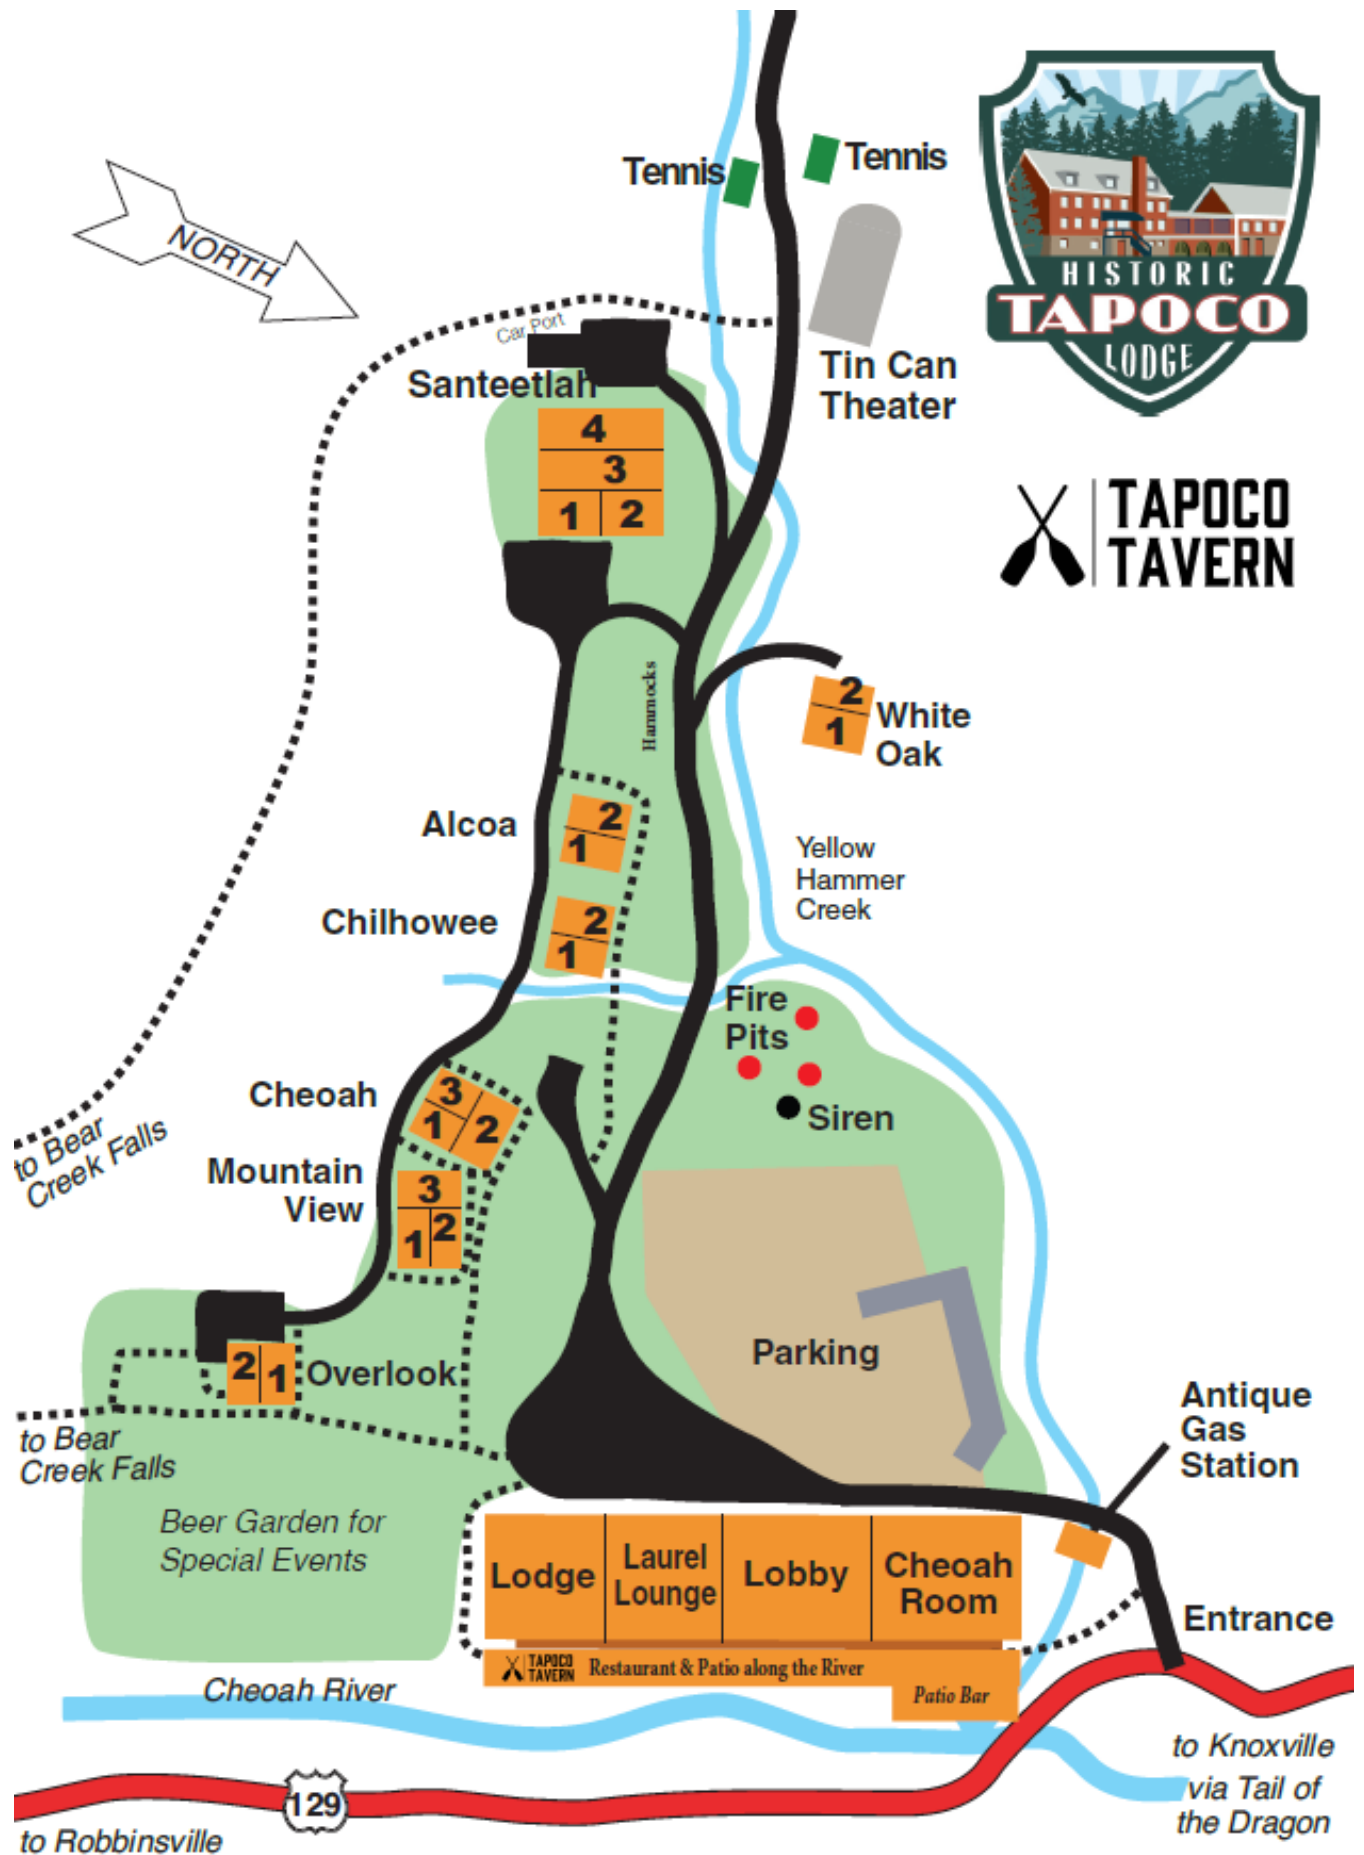 Tennis
Tennis
HISTORIC
TAPOCO
LODGE
NORTH
Car Port
Santeetlah
Tin Can
Theater
4
3
1 2
TAPOCO
TAVERN
Hammocks
2
1
White
Oak
Alcoa
2
1
Yellow
Hammer
Creek
Chilhowee
2
1
Fire
Pits
Siren
Cheoah
3
1 2
to Bear
Creek Falls
Mountain
View
3
1 2
Parking
2 1
Overlook
Antique
Gas
Station
to Bear
Creek Falls
Beer Garden for
Special Events
Lodge
Laurel
Lounge
Lobby
Cheoah
Room
Entrance
TAPOCO
TAVERN
Restaurant & Patio along the River
Patio Bar
Cheoah River
to Knoxville
via Tail of
the Dragon
129
to Robbinsville